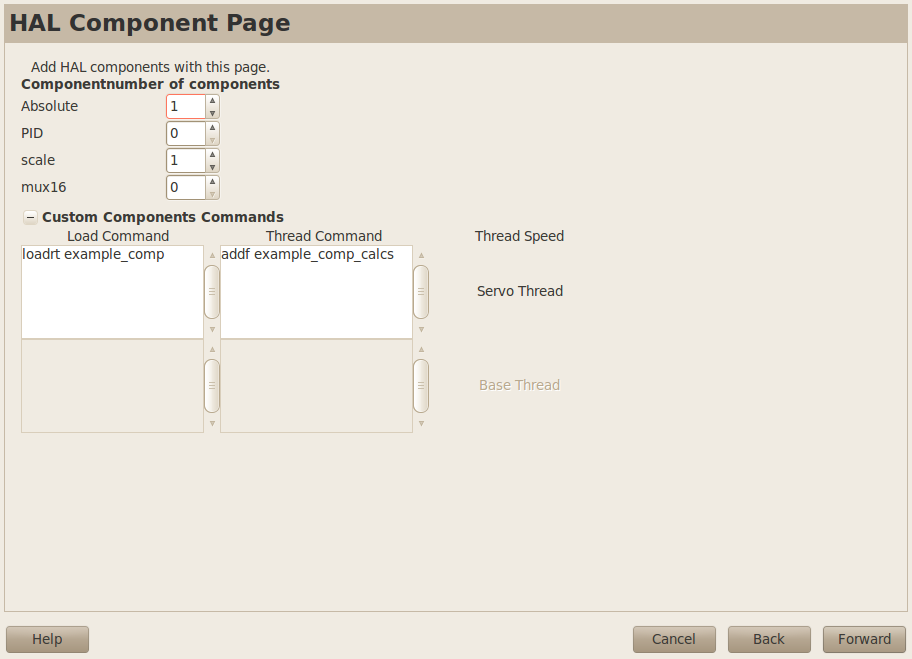 HAL Component Page
Add HAL components with this page.
Componentnumber of components
Absolute 1
PID 0
scale 1
mux16 0
Custom Components Commands
Load Command Thread Command Thread Speed
loadrt example_comp addf example_comp_calcs
Servo Thread
Base Thread
Help Cancel Back Forward